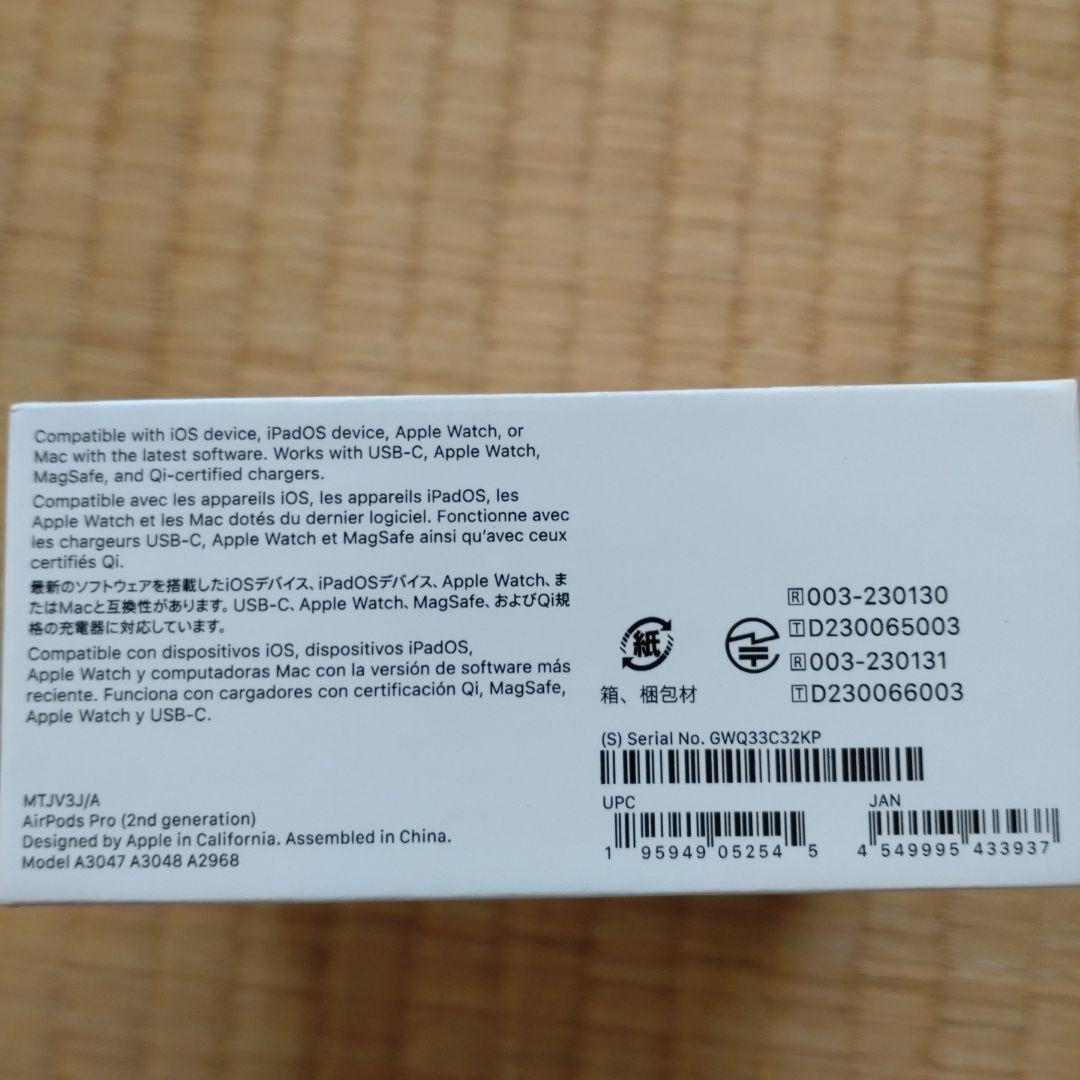 Compatible with iOS device, iPadOS device, Apple Watch, or
Mac with the latest software. Works with USB-C, Apple Watch,
MagSafe, and Qi-certified chargers.
Compatible avec les appareils iOS, les appareils iPadOS, les
Apple Watch et les Mac dotés du dernier logiciel. Fonctionne avec
les chargeurs USB-C, Apple Watch et MagSafe ainsi qu'avec ceux
certifiés Qi.
最新のソフトウェアを搭載したiOSデバイス、iPadOSデバイス、Apple Watch、ま
たはMacと互換性があります。USB-C、Apple Watch、MagSafe、およびQi規
格の充電器に対応しています。
Compatible con dispositivos iOS, dispositivos iPadOS,
Apple Watch y computadoras Mac con la versión de software más
reciente. Funciona con cargadores con certificación Qi, MagSafe,
Apple Watch y USB-C.
MTJV3J/A
AirPods Pro (2nd generation)
Designed by Apple in California. Assembled in China.
Model A3047 A3048 A2968
紙
箱、梱包材
R 003-230130
T D230065003
R 003-230131
T D230066003
(S) Serial No. GWQ33C32KP
UPC
1 95949 05254 5
JAN
4 549995 433937